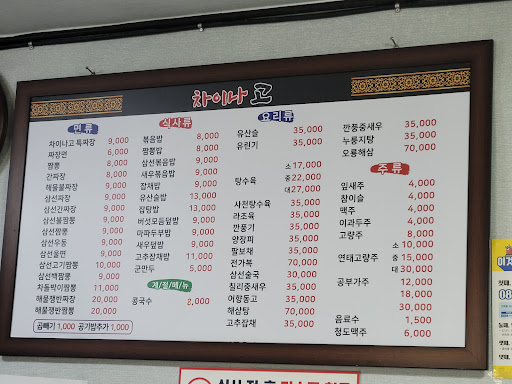 차이나 고
면 류
차이나고 특짜장 9,000
짜장면 6,000
짬뽕 8,000
간짜장 8,000
해물불짜장 9,000
삼선짜장 9,000
삼선간짜장 9,000
삼선불짬뽕 9,000
삼선짬뽕 9,000
삼선우동 9,000
삼선울면 9,000
삼선고기짬뽕 10,000
삼선백짬뽕 9,000
차돌박이짬뽕 11,000
해물쟁반짜장 20,000
해물쟁반짬뽕 20,000
곱빼기 1,000 공기밥추가 1,000
식사류
볶음밥 8,000
짬뽕밥 8,000
삼선볶음밥 9,000
새우볶음밥 9,000
잡채밥 9,000
유산슬밥 13,000
잡탕밥 13,000
버섯모듬덮밥 9,000
마파두부밥 9,000
새우덮밥 9,000
고추잡채밥 11,000
군만두 5,000
계/절/메/뉴
콩국수 8,000
요리류
유산슬 35,000
유린기 35,000
탕수육 소17,000
중22,000
대27,000
사천탕수육 35,000
라조육 35,000
깐풍기 35,000
양장피 35,000
팔보채 35,000
전가복 70,000
삼선술국 30,000
칠리중새우 35,000
어향동고 35,000
해삼탕 70,000
고추잡채 35,000
깐풍중새우 35,000
누룽지탕 35,000
오룡해삼 70,000
주 류
잎새주 4,000
참이슬 4,000
맥주 4,000
이과두주 4,000
고량주 8,000
연태고량주 소 10,000
중 15,000
대 30,000
공부가주 12,000
18,000
30,000
음료수 1,500
청도맥주 6,000